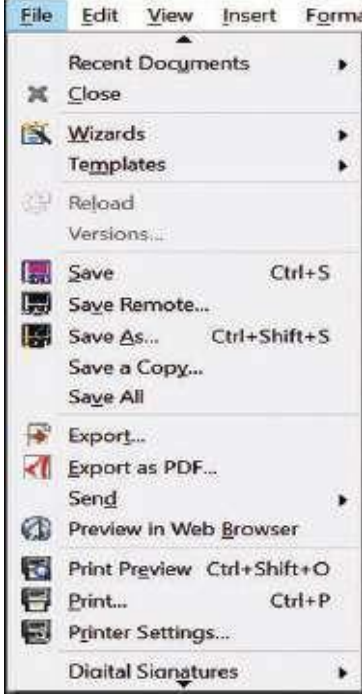 File Edit View Insert Forma
Recent Documents
Close
Wizards
Templates
Reload
Versions...
Save Ctrl+S
Save Remote...
Save As... Ctrl+Shift+S
Save a Copy...
Save All
Export...
Export as PDF...
Send
Preview in Web Browser
Print Preview Ctrl+Shift+O
Print... Ctrl+P
Printer Settings...
Digital Signatures